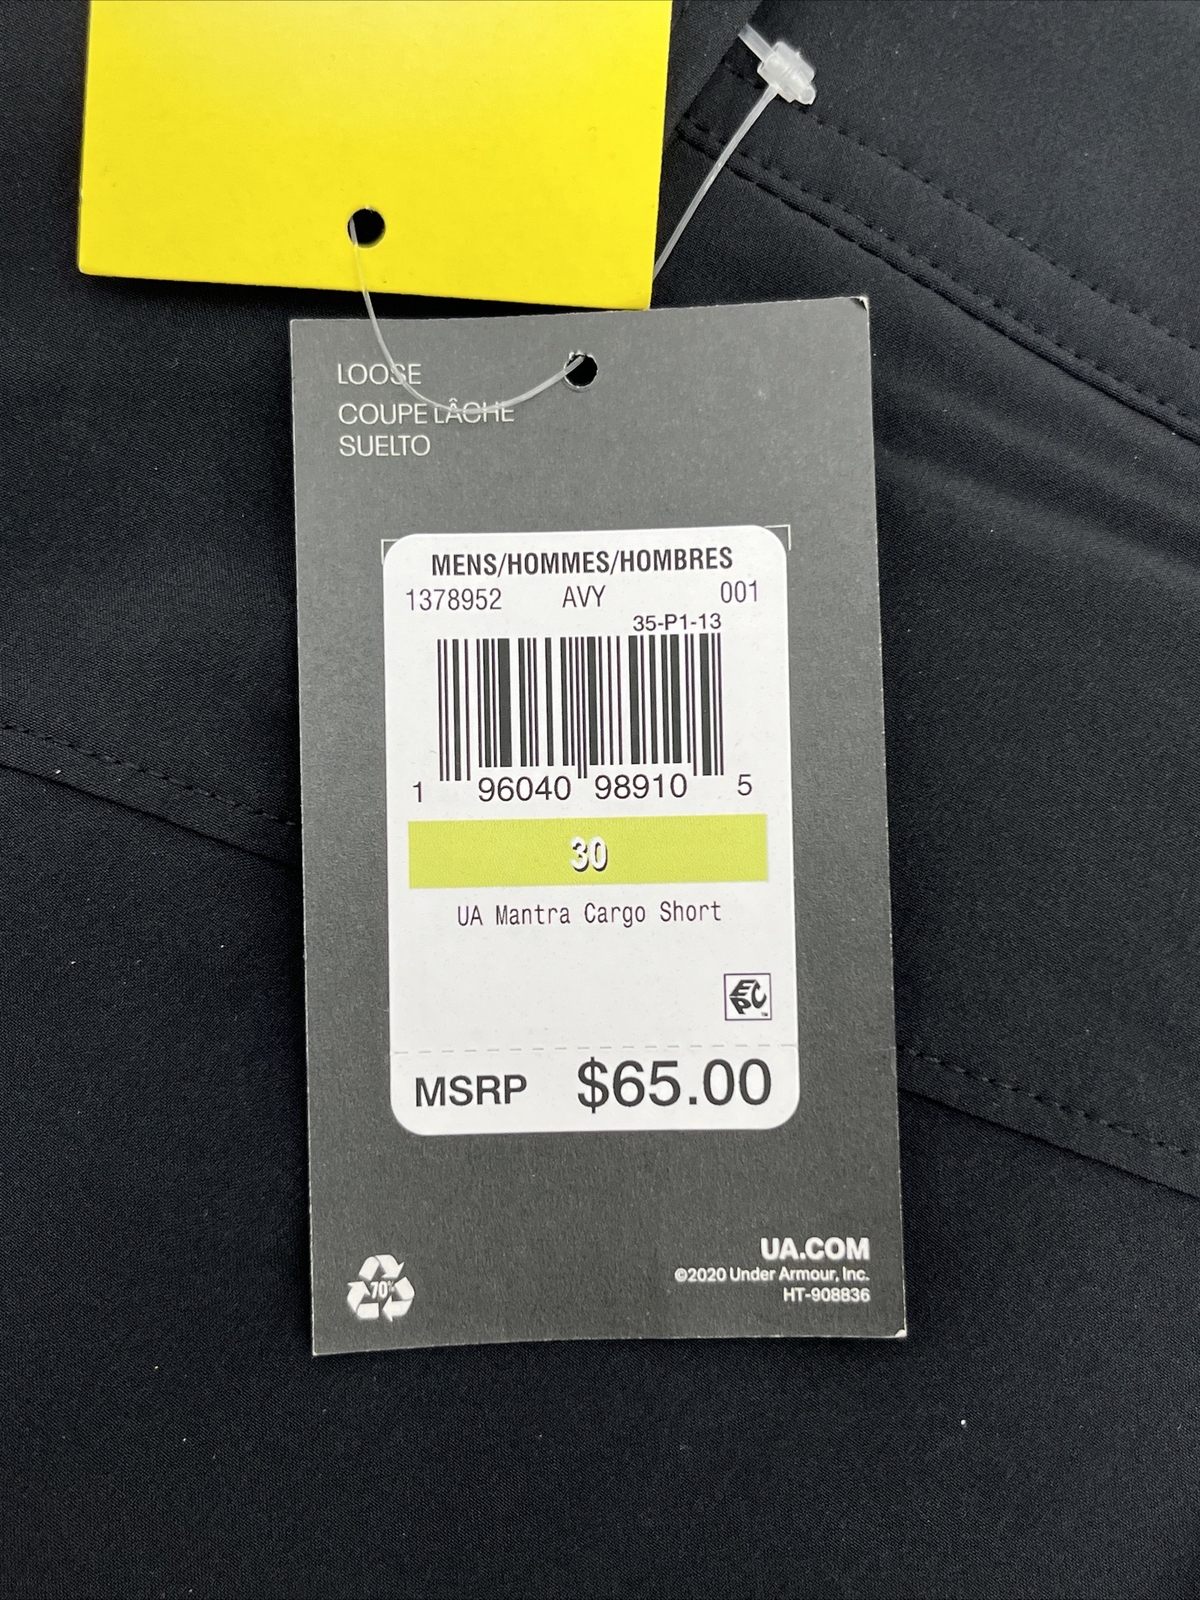 LOOSE
COUPE LÂCHE
SUELTO
MENS/HOMMES/HOMBRES
1378952 AVY 001
35-P1-13
1 96040 98910 5
30
UA Mantra Cargo Short
EPC
MSRP $65.00
70%
UA.COM
©2020 Under Armour, Inc.
HT-908836